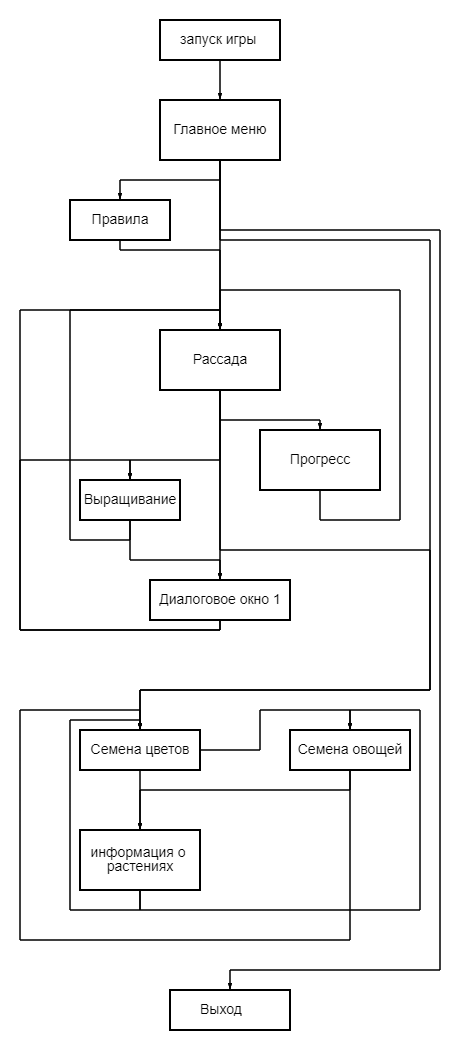 запуск игры
Главное меню
Правила
Рассада
Прогресс
Выращивание
Диалоговое окно 1
Семена цветов
Семена овощей
информация о
растениях
Выход